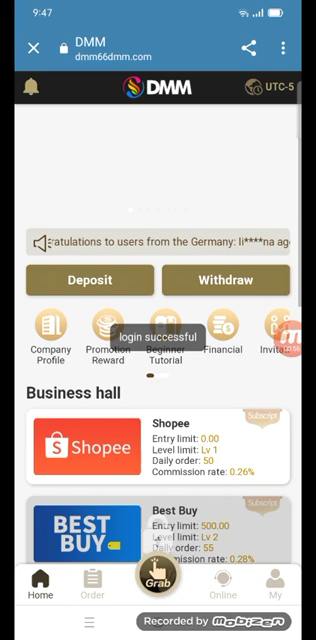 9:47
DMM
dmm66dmm.com
DMM
UTC-5
ratulations to users from the Germany: li****na ag
Deposit
Withdraw
login successful
Company
Profile
Promotion
Reward
Beginner
Tutorial
Financial
Invita
Business hall
Subscript
Shopee
Shopee
Entry limit: 0.00
Level limit: Lv 1
Daily order: 50
Commission rate: 0.26%
Subscript
BEST
BUY
Best Buy
Entry limit: 500.00
Level limit: Lv 2
Daily order: 55
Commission rate: 0.28%
Home
Order
Grab
Online
My
Recorded by MOBIZEN